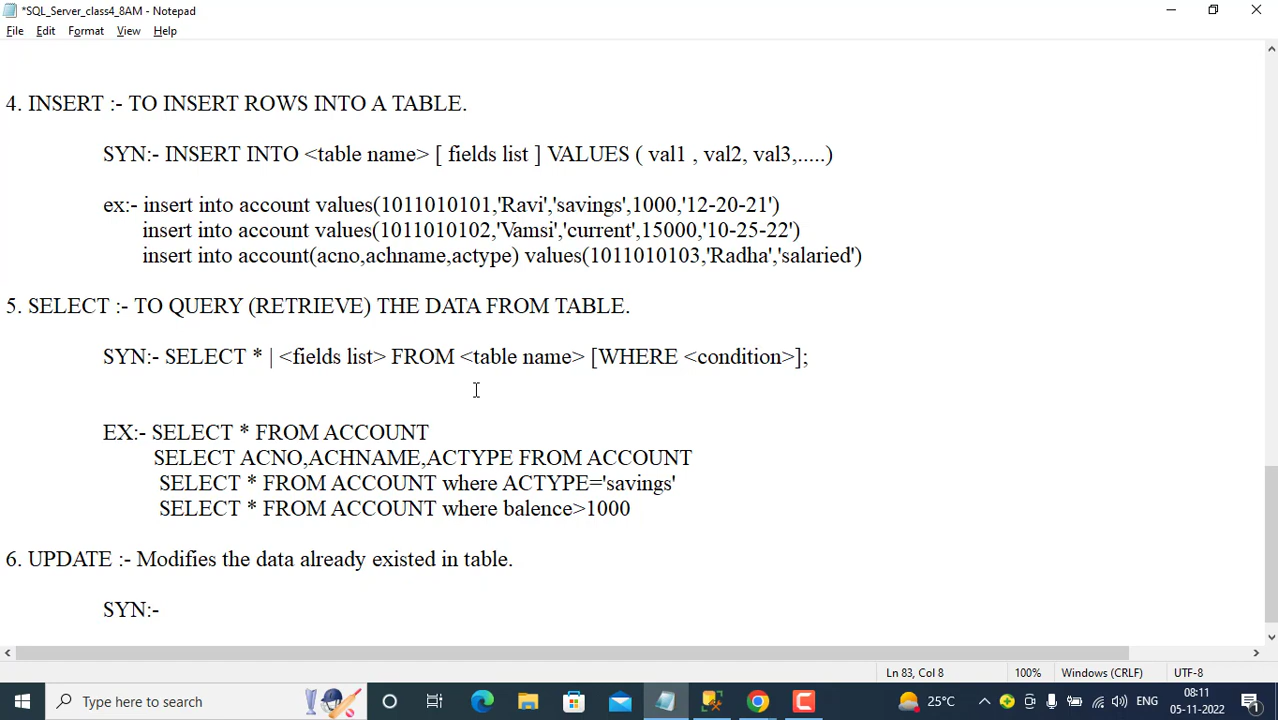 *SQL_Server_class4_8AM - Notepad
File Edit Format View Help
4. INSERT :- TO INSERT ROWS INTO A TABLE.
SYN:- INSERT INTO <table name> [ fields list ] VALUES ( val1 , val2, val3,.....)
ex:- insert into account values(1011010101,'Ravi','savings',1000,'12-20-21')
insert into account values(1011010102,'Vamsi','current',15000,'10-25-22')
insert into account(acno,achname,actype) values(1011010103,'Radha','salaried')
5. SELECT :- TO QUERY (RETRIEVE) THE DATA FROM TABLE.
SYN:- SELECT * | <fields list> FROM <table name> [WHERE <condition>];
EX:- SELECT * FROM ACCOUNT
SELECT ACNO,ACHNAME,ACTYPE FROM ACCOUNT
SELECT * FROM ACCOUNT where ACTYPE='savings'
SELECT * FROM ACCOUNT where balence>1000
6. UPDATE :- Modifies the data already existed in table.
SYN:-
Ln 83, Col 8 100% Windows (CRLF) UTF-8
Type here to search 25°C ENG 08:11
05-11-2022 1